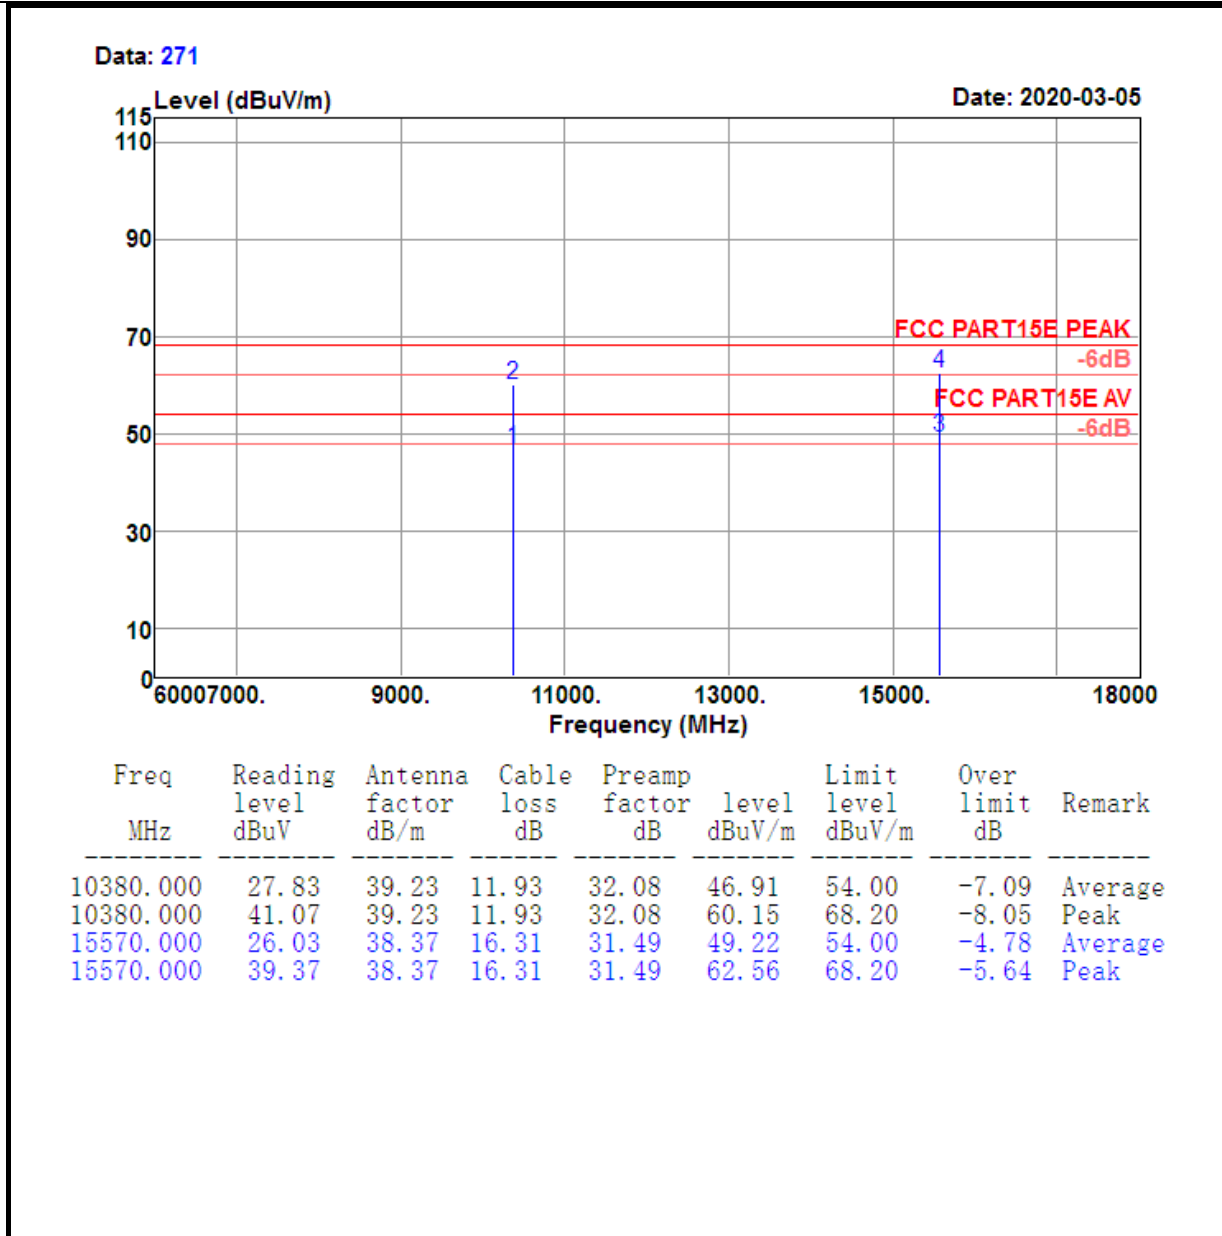 Data: 271
Level (dBuV/m) Date: 2020-03-05
115
110
90
70
50
30
10
0
FCC PART15E PEAK
-6dB
FCC PART15E AV
-6dB
2
1
4
3
60007000. 9000. 11000. 13000. 15000. 18000
Frequency (MHz)
Freq Reading Antenna Cable Preamp Limit Over
level factor loss factor level level limit Remark
MHz dBuV dB/m dB dB dBuV/m dBuV/m dB
-------- -------- ------- ------ ------- ------- ------- ------- -------
10380.000 27.83 39.23 11.93 32.08 46.91 54.00 -7.09 Average
10380.000 41.07 39.23 11.93 32.08 60.15 68.20 -8.05 Peak
15570.000 26.03 38.37 16.31 31.49 49.22 54.00 -4.78 Average
15570.000 39.37 38.37 16.31 31.49 62.56 68.20 -5.64 Peak